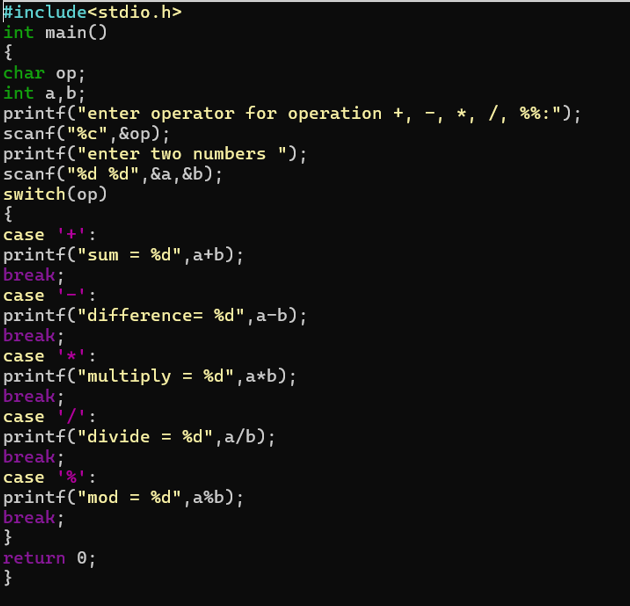 #include<stdio.h>
int main()
{
char op;
int a,b;
printf("enter operator for operation +, -, *, /, %%:");
scanf("%c",&op);
printf("enter two numbers ");
scanf("%d %d",&a,&b);
switch(op)
{
case '+':
printf("sum = %d",a+b);
break;
case '-':
printf("difference= %d",a-b);
break;
case '*':
printf("multiply = %d",a*b);
break;
case '/':
printf("divide = %d",a/b);
break;
case '%':
printf("mod = %d",a%b);
break;
}
return 0;
}